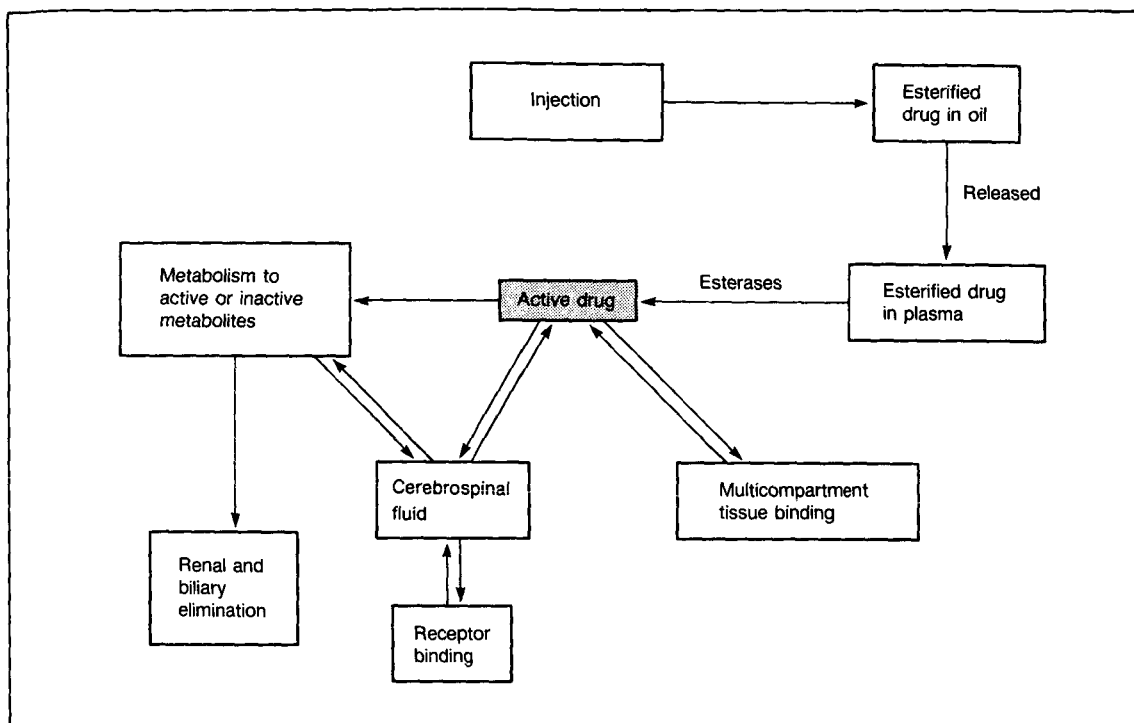 Injection
Esterified
drug in oil
Released
Metabolism to
active or inactive
metabolites
Active drug
Esterases
Esterified drug
in plasma
Cerebrospinal
fluid
Multicompartment
tissue binding
Renal and
biliary
elimination
Receptor
binding